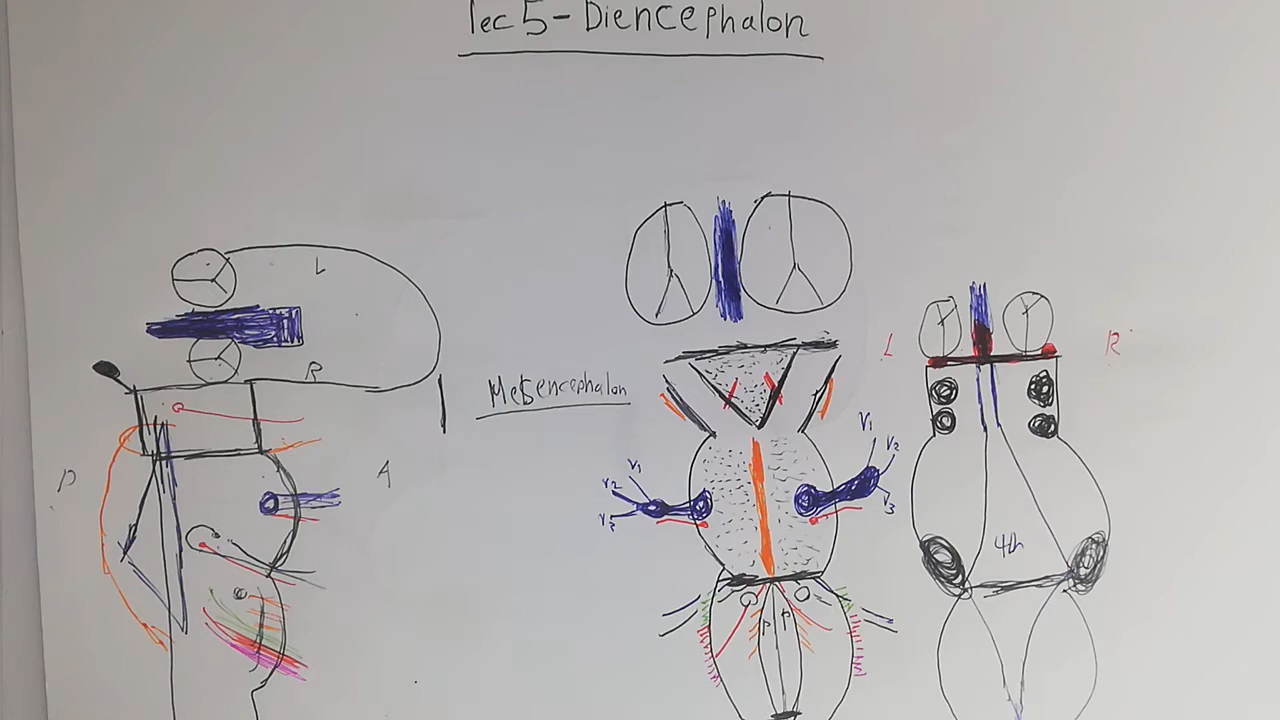 lec 5 - Diencephalon
L
R
Mesencephalon
L
R
P
A
V1
V2
V3
V1
V2
V3
4th
P P